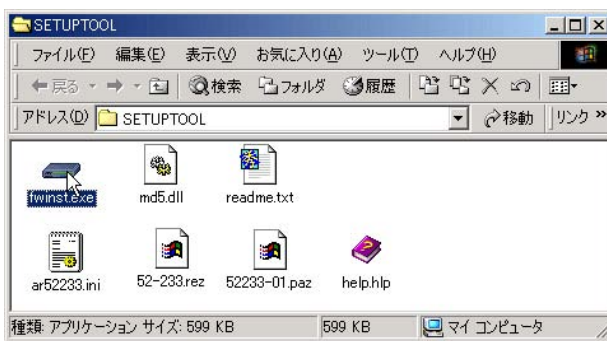 SETUPTOOL
ファイル(F) 編集(E) 表示(V) お気に入り(A) ツール(T) ヘルプ(H)
戻る 検索 フォルダ 履歴
アドレス(D) SETUPTOOL 移動 リンク »
fwinst.exe md5.dll readme.txt
ar52233.ini 52-233.rez 52233-01.paz help.hlp
種類: アプリケーション サイズ: 599 KB 599 KB マイ コンピュータ